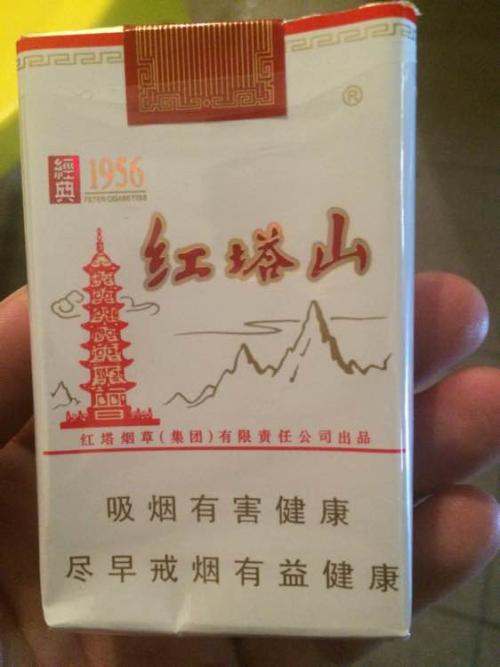 ®
經典 1956
FILTER CIGARETTES
红塔山
红塔烟草(集团)有限责任公司出品
吸烟有害健康
尽早戒烟有益健康